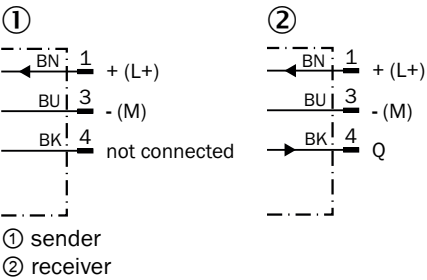 ① ②
BN 1 + (L+) BN 1 + (L+)
BU 3 - (M) BU 3 - (M)
BK 4 not connected BK 4 Q
① sender
② receiver